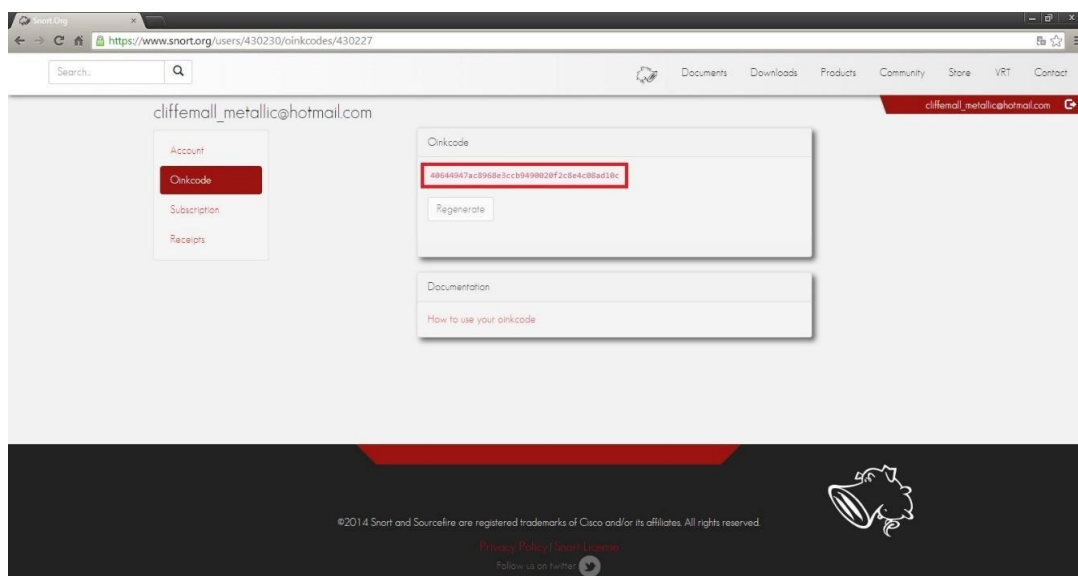 Snort.Org
https://www.snort.org/users/430230/oinkcodes/430227
Search..
Documents Downloads Products Community Store VRT Contact
cliffemall_metallic@hotmail.com
cliffemall_metallic@hotmail.com
Account
Oinkcode
Subscription
Receipts
Oinkcode
40644947ac8968e3ccb9490020f2c8e4c08ad10c
Regenerate
Documentation
How to use your oinkcode
©2014 Snort and Sourcefire are registered trademarks of Cisco and/or its affiliates. All rights reserved.
Privacy Policy | Snort License
Follow us on twitter